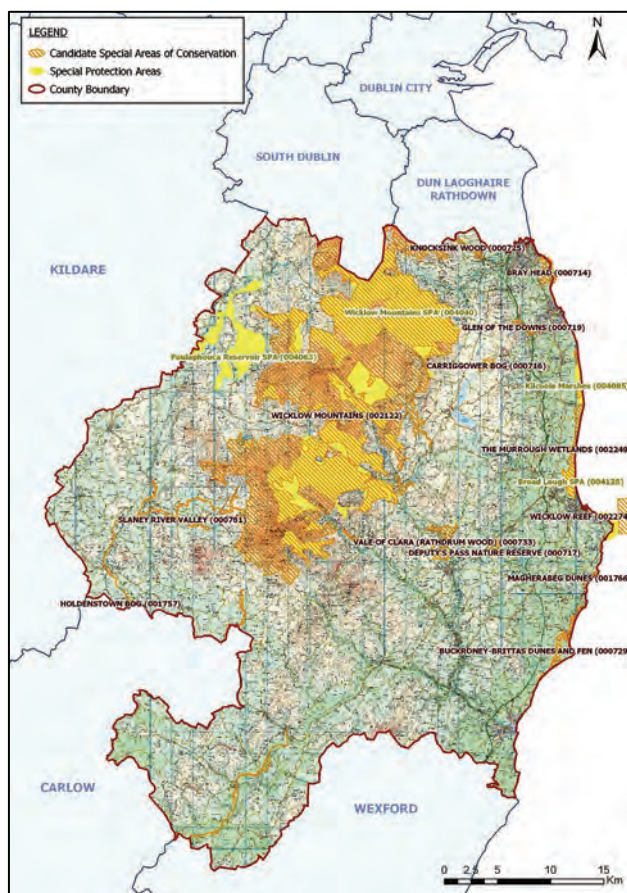 N
LEGEND
Candidate Special Areas of Conservation
Special Protection Areas
County Boundary
DUBLIN CITY
SOUTH DUBLIN
DUN LAOGHAIRE
RATHDOWN
KILDARE
KNOCKSINK WOOD (000725)
BRAY HEAD (000714)
Wicklow Mountains SPA (004040)
GLEN OF THE DOWNS (000719)
Poulaphouca Reservoir SPA (004063)
CARRIGGOWER BOG (000716)
Kilcoole Marshes (004085)
WICKLOW MOUNTAINS (002122)
THE MURROUGH WETLANDS (002249
Broad Lough SPA (004128)
SLANEY RIVER VALLEY (000781)
WICKLOW REEF (002274
VALE OF CLARA (RATHDRUM WOOD) (000733)
DEPUTY'S PASS NATURE RESERVE (000717)
MAGHERABEG DUNES (001766
HOLDENSTOWN BOG (001757)
BUCKRONEY-BRITTAS DUNES AND FEN (000729
CARLOW
WEXFORD
0 2.5 5 10 15
Km